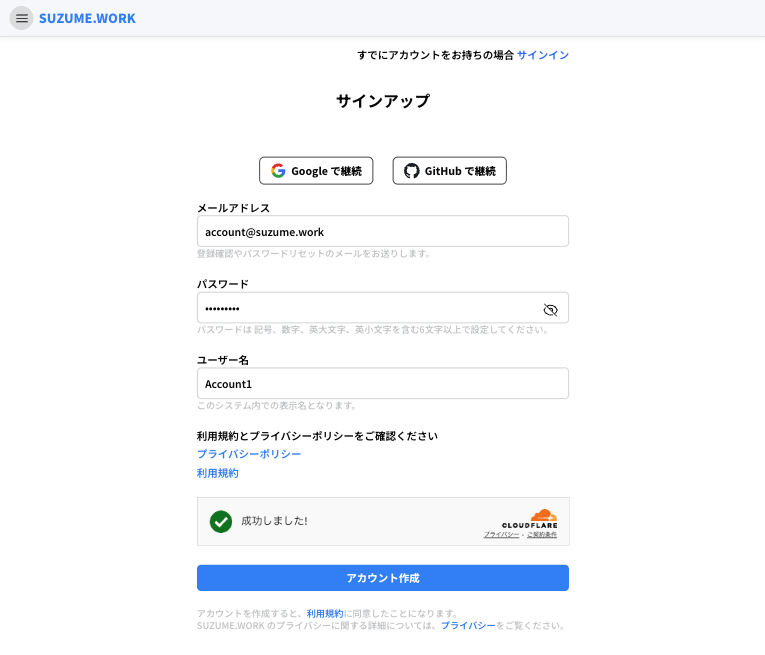 SUZUME.WORK
すでにアカウントをお持ちの場合 サインイン
サインアップ
Google で継続
GitHub で継続
メールアドレス
account@suzume.work
登録確認やパスワードリセットのメールをお送りします。
パスワード
•••••••••
パスワードは 記号、数字、英大文字、英小文字を含む6文字以上で設定してください。
ユーザー名
Account1
このシステム内での表示名となります。
利用規約とプライバシーポリシーをご確認ください
プライバシーポリシー
利用規約
成功しました!
CLOUDFLARE
プライバシー • ご契約条件
アカウント作成
アカウントを作成すると、利用規約に同意したことになります。
SUZUME.WORK のプライバシーに関する詳細については、プライバシーをご覧ください。